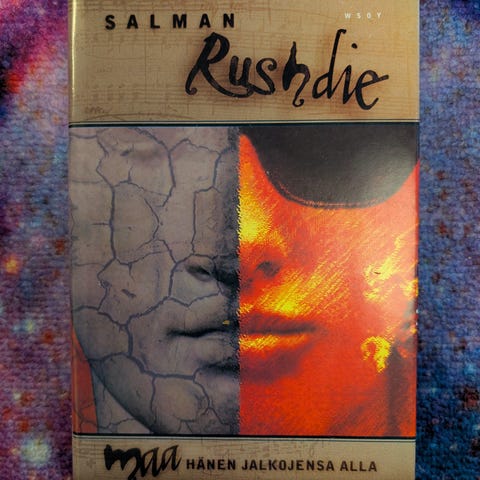 SALMAN
WSOY
Rushdie
maa HÄNEN JALKOJENSA ALLA